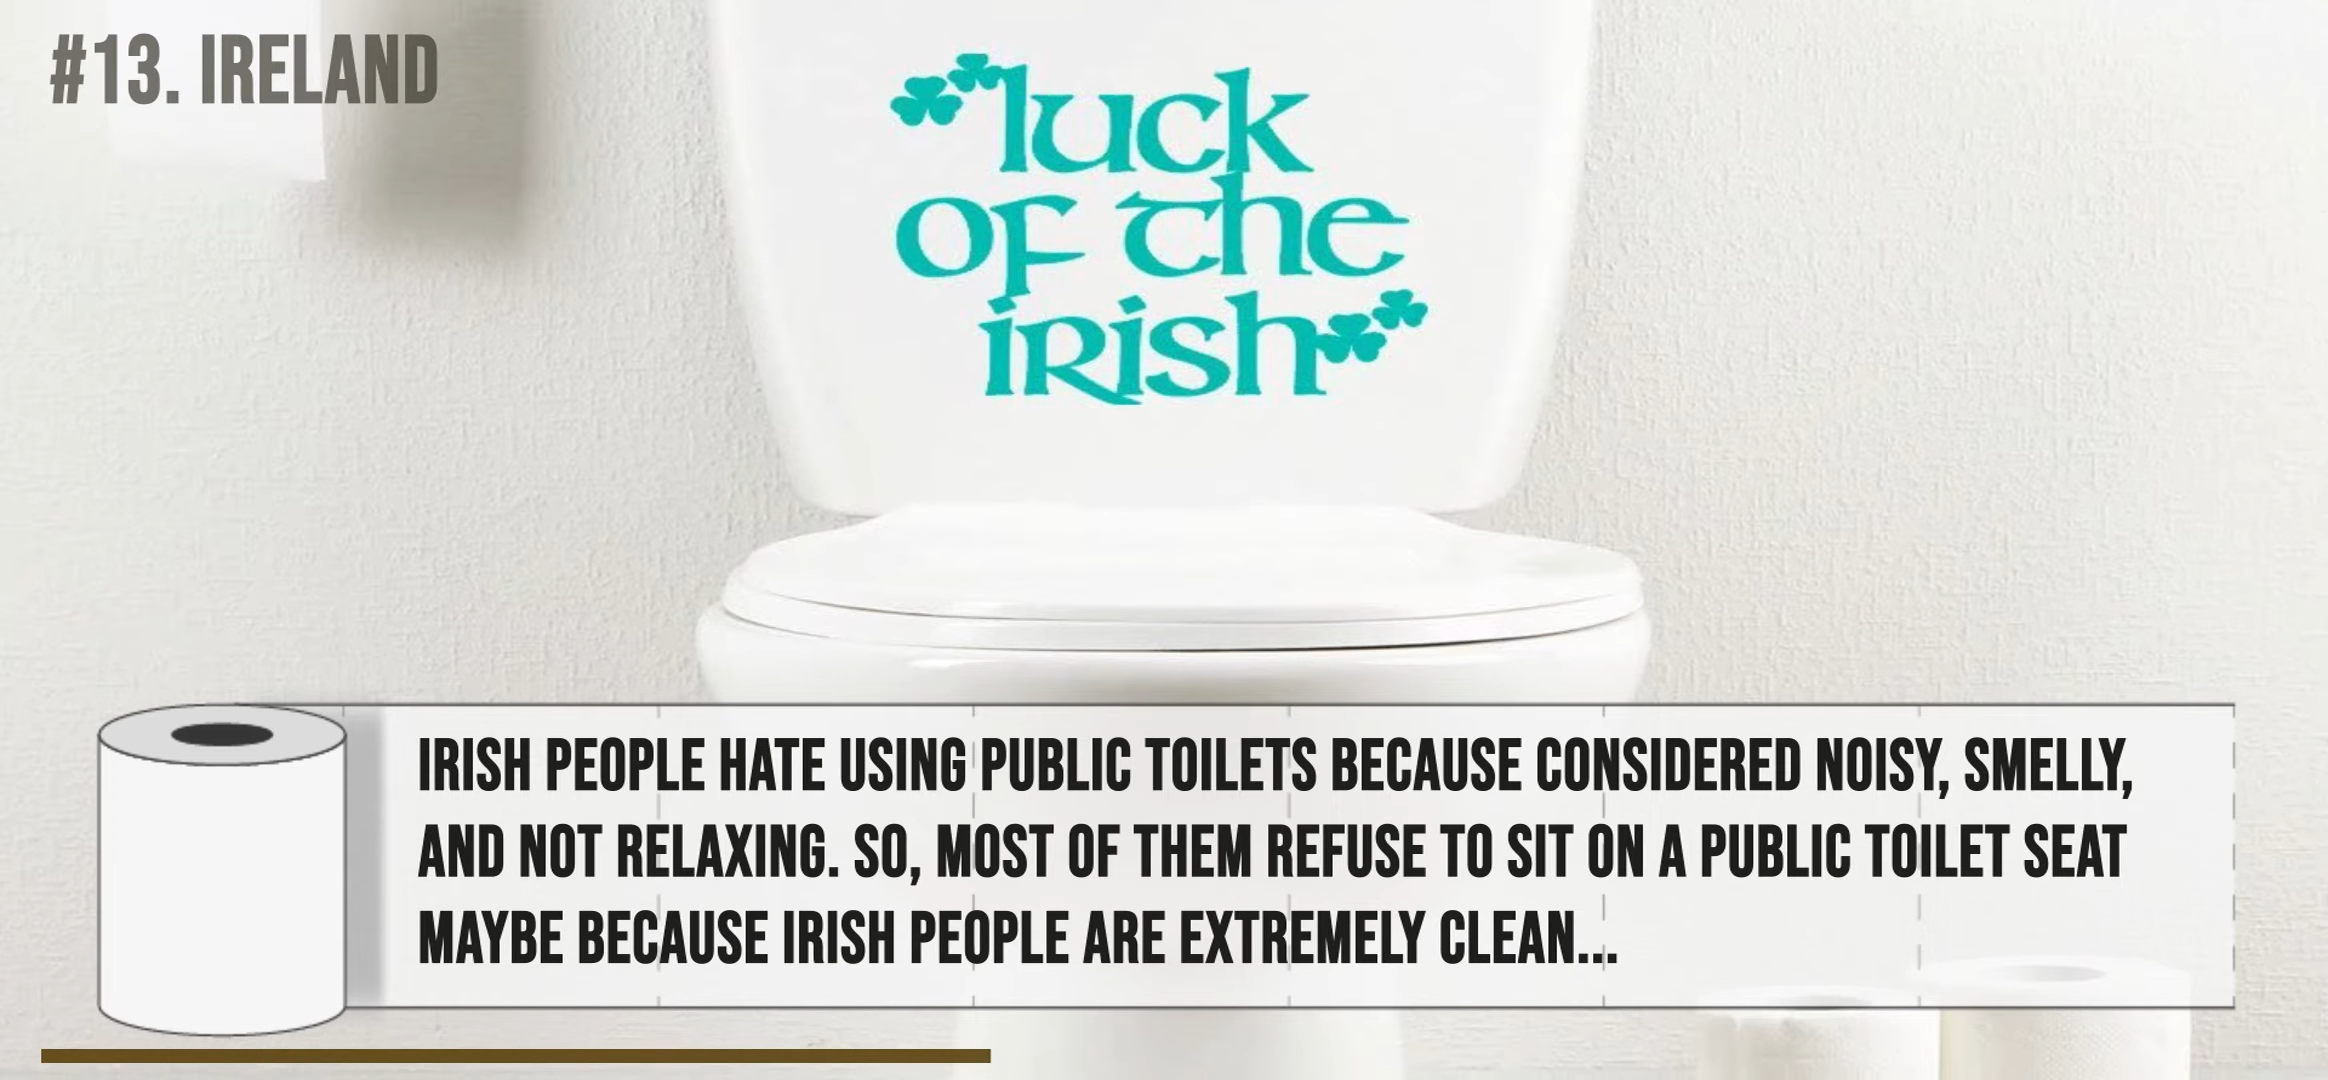 #13. IRELAND
luck
of the
irish
IRISH PEOPLE HATE USING PUBLIC TOILETS BECAUSE CONSIDERED NOISY, SMELLY,
AND NOT RELAXING. SO, MOST OF THEM REFUSE TO SIT ON A PUBLIC TOILET SEAT
MAYBE BECAUSE IRISH PEOPLE ARE EXTREMELY CLEAN...